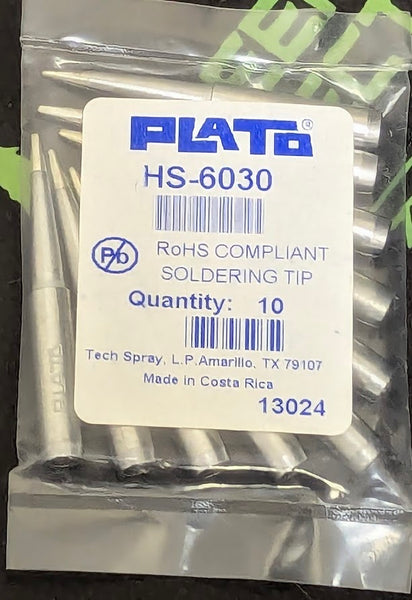 PLATO®
HS-6030
Pb
RoHS COMPLIANT
SOLDERING TIP
Quantity: 10
Tech Spray, L.P. Amarillo, TX 79107
Made in Costa Rica
13024
PLATO